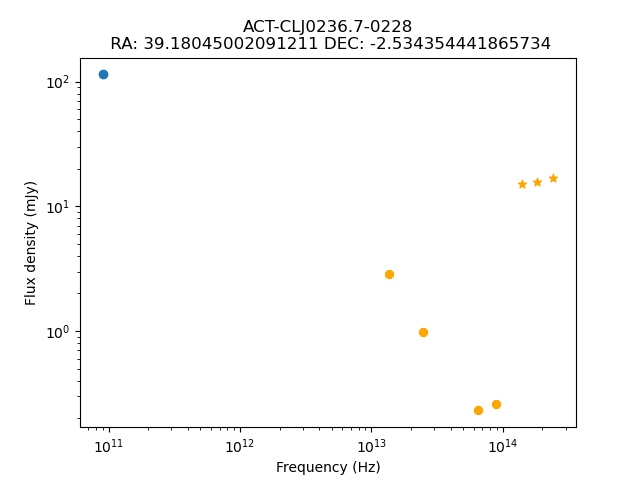 ACT-CLJ0236.7-0228
RA: 39.18045002091211 DEC: -2.534354441865734
Flux density (mJy)
10²
10¹
10⁰
10¹¹
10¹²
10¹³
10¹⁴
Frequency (Hz)